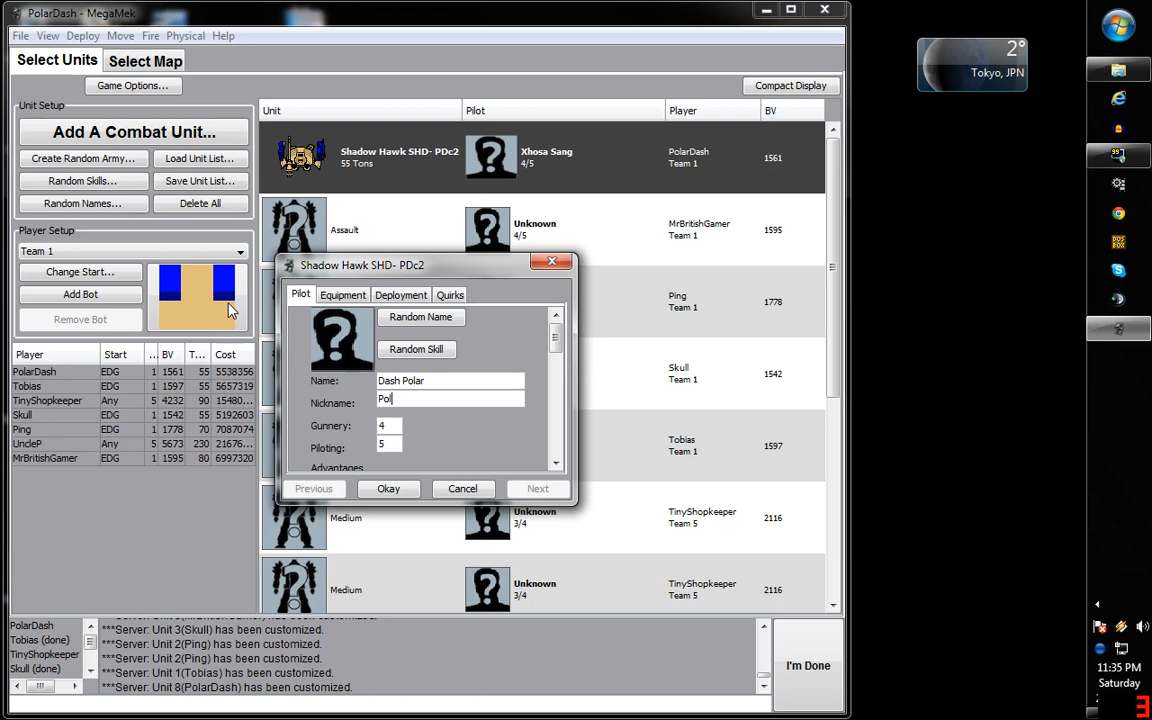 PolarDash - MegaMek
File View Deploy Move Fire Physical Help
Select Units Select Map
Game Options... Compact Display
Unit Setup
Add A Combat Unit...
Create Random Army... Load Unit List...
Random Skills... Save Unit List...
Random Names... Delete All
Player Setup
Team 1
Change Start...
Add Bot
Remove Bot
Player Start 1 BV T... Cost
PolarDash EDG 1 1561 55 5538356
Tobias EDG 1 1597 55 5657319
TinyShopkeeper Any 5 4232 90 15480...
Skull EDG 1 1542 55 5192603
Ping EDG 1 1778 70 7087074
UncleP Any 5 5673 230 21676...
MrBritishGamer EDG 1 1595 80 6997320
Unit Pilot Player BV
Shadow Hawk SHD- PDc2
55 Tons
Xhosa Sang
4/5
PolarDash
Team 1
1561
Assault
Unknown
4/5
MrBritishGamer
Team 1
1595
Ping
Team 1
1778
Skull
Team 1
1542
Tobias
Team 1
1597
Medium
Unknown
3/4
TinyShopkeeper
Team 5
2116
Medium
Unknown
3/4
TinyShopkeeper
Team 5
2116
Shadow Hawk SHD- PDc2
Pilot Equipment Deployment Quirks
Random Name
Random Skill
Name: Dash Polar
Nickname: Pol
Gunnery: 4
Piloting: 5
Advantages
Previous Okay Cancel Next
PolarDash
Tobias (done)
TinyShopkeeper
Skull (done)
***Server: Unit 3(Skull) has been customized.
***Server: Unit 2(Ping) has been customized.
***Server: Unit 2(Ping) has been customized.
***Server: Unit 1(Tobias) has been customized.
***Server: Unit 8(PolarDash) has been customized.
I'm Done
2°
Tokyo, JPN
99
DOS
BOX
11:35 PM
Saturday
3